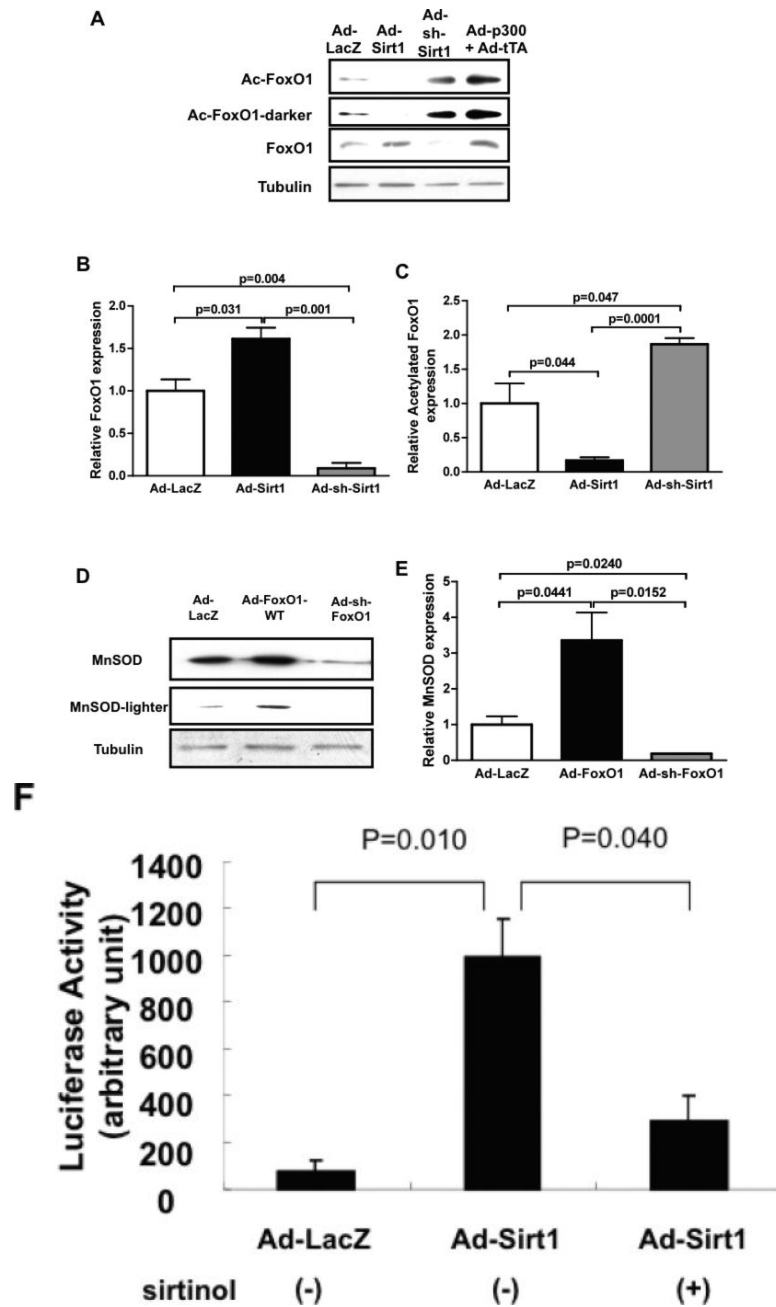 A
Ad-LacZ Ad-Sirt1 Ad-sh-Sirt1 Ad-p300 + Ad-tTA
Ac-FoxO1
Ac-FoxO1-darker
FoxO1
Tubulin
B
p=0.004
p=0.031 p=0.001
Relative FoxO1 expression
2.0
1.5
1.0
0.5
0.0
Ad-LacZ Ad-Sirt1 Ad-sh-Sirt1
C
p=0.047
p=0.0001
p=0.044
Relative Acetylated FoxO1
expression
2.5
2.0
1.5
1.0
0.5
0.0
Ad-LacZ Ad-Sirt1 Ad-sh-Sirt1
D
Ad-LacZ Ad-FoxO1-WT Ad-sh-FoxO1
MnSOD
MnSOD-lighter
Tubulin
E
p=0.0240
p=0.0441 p=0.0152
Relative MnSOD expression
5
4
3
2
1
0
Ad-LacZ Ad-FoxO1 Ad-sh-FoxO1
F
P=0.010 P=0.040
Luciferase Activity
(arbitrary unit)
1400
1200
1000
800
600
400
200
0
Ad-LacZ Ad-Sirt1 Ad-Sirt1
sirtinol (-) (-) (+)